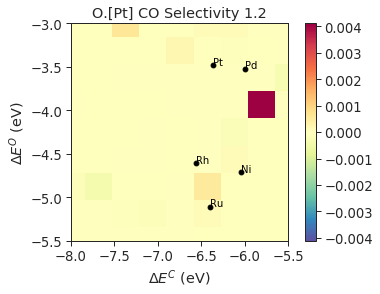 O.[Pt] CO Selectivity 1.2
−3.0
−3.5
−4.0
−4.5
−5.0
−5.5
ΔE^O (eV)
Pt
Pd
Rh
Ni
Ru
−8.0 −7.5 −7.0 −6.5 −6.0 −5.5
ΔE^C (eV)
0.004
0.003
0.002
0.001
0.000
−0.001
−0.002
−0.003
−0.004